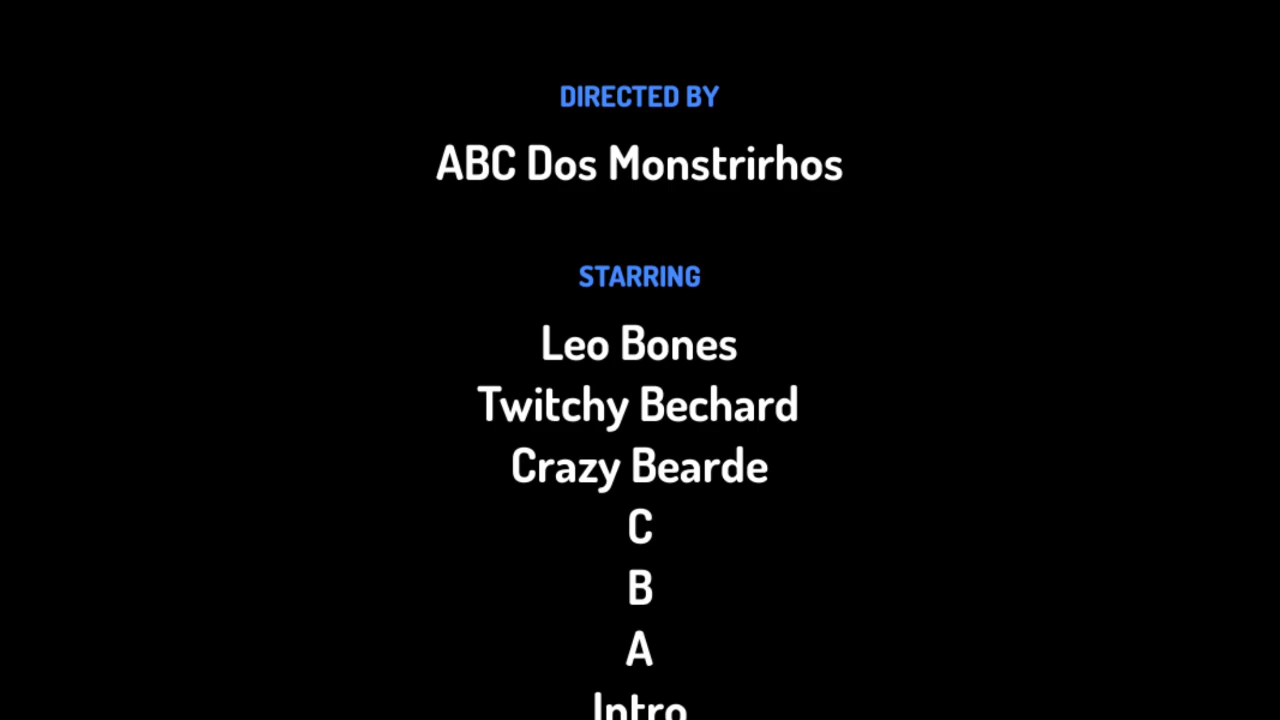 DIRECTED BY
ABC Dos Monstrirhos
STARRING
Leo Bones
Twitchy Bechard
Crazy Bearde
C
B
A
Intro